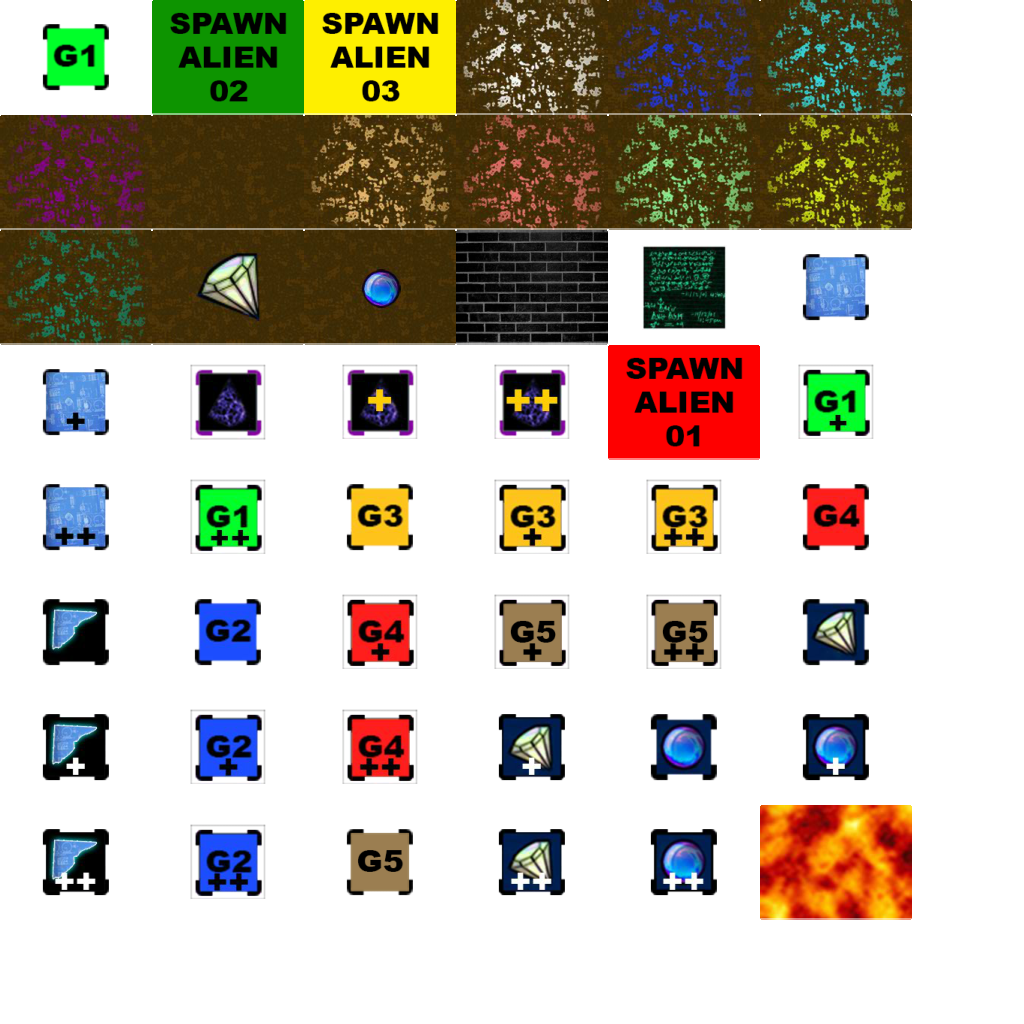 G1
SPAWN
ALIEN
02
SPAWN
ALIEN
03
+
+
++
SPAWN
ALIEN
01
G1
+
++
G1
++
G3
G3
+
G3
++
G4
G2
G4
+
G5
+
G5
++
+
G2
+
G4
++
+
+
++
G2
++
G5
++
++